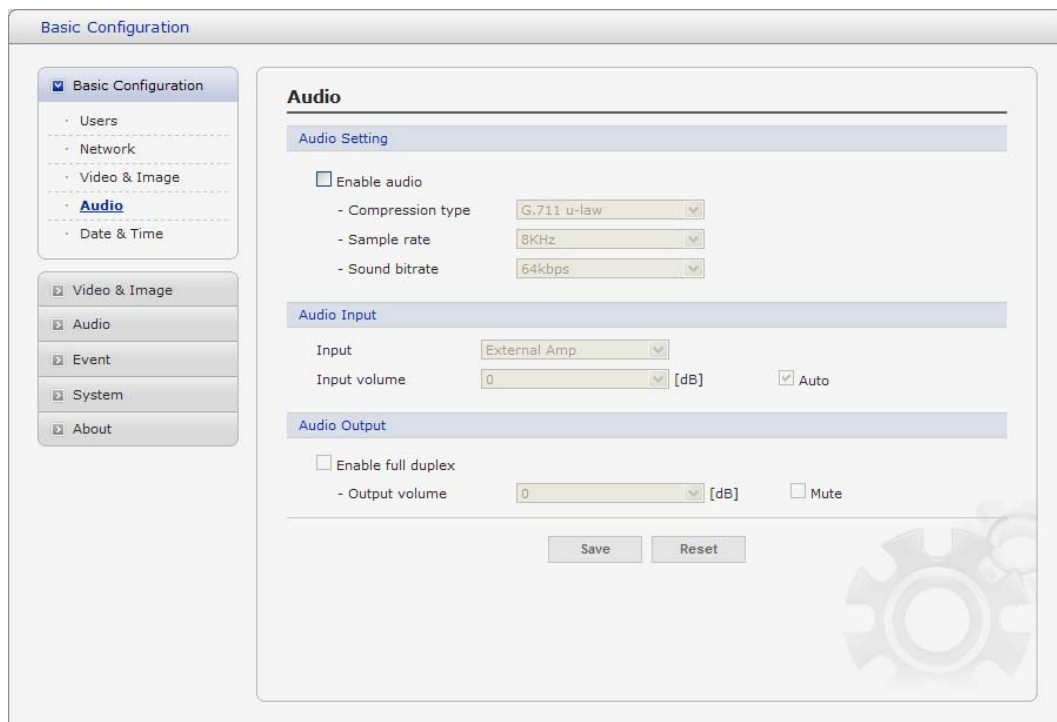 Basic Configuration
Basic Configuration
· Users
· Network
· Video & Image
· Audio
· Date & Time
Video & Image
Audio
Event
System
About
Audio
Audio Setting
Enable audio
- Compression type G.711 u-law
- Sample rate 8KHz
- Sound bitrate 64kbps
Audio Input
Input External Amp
Input volume 0 [dB] Auto
Audio Output
Enable full duplex
- Output volume 0 [dB] Mute
Save Reset